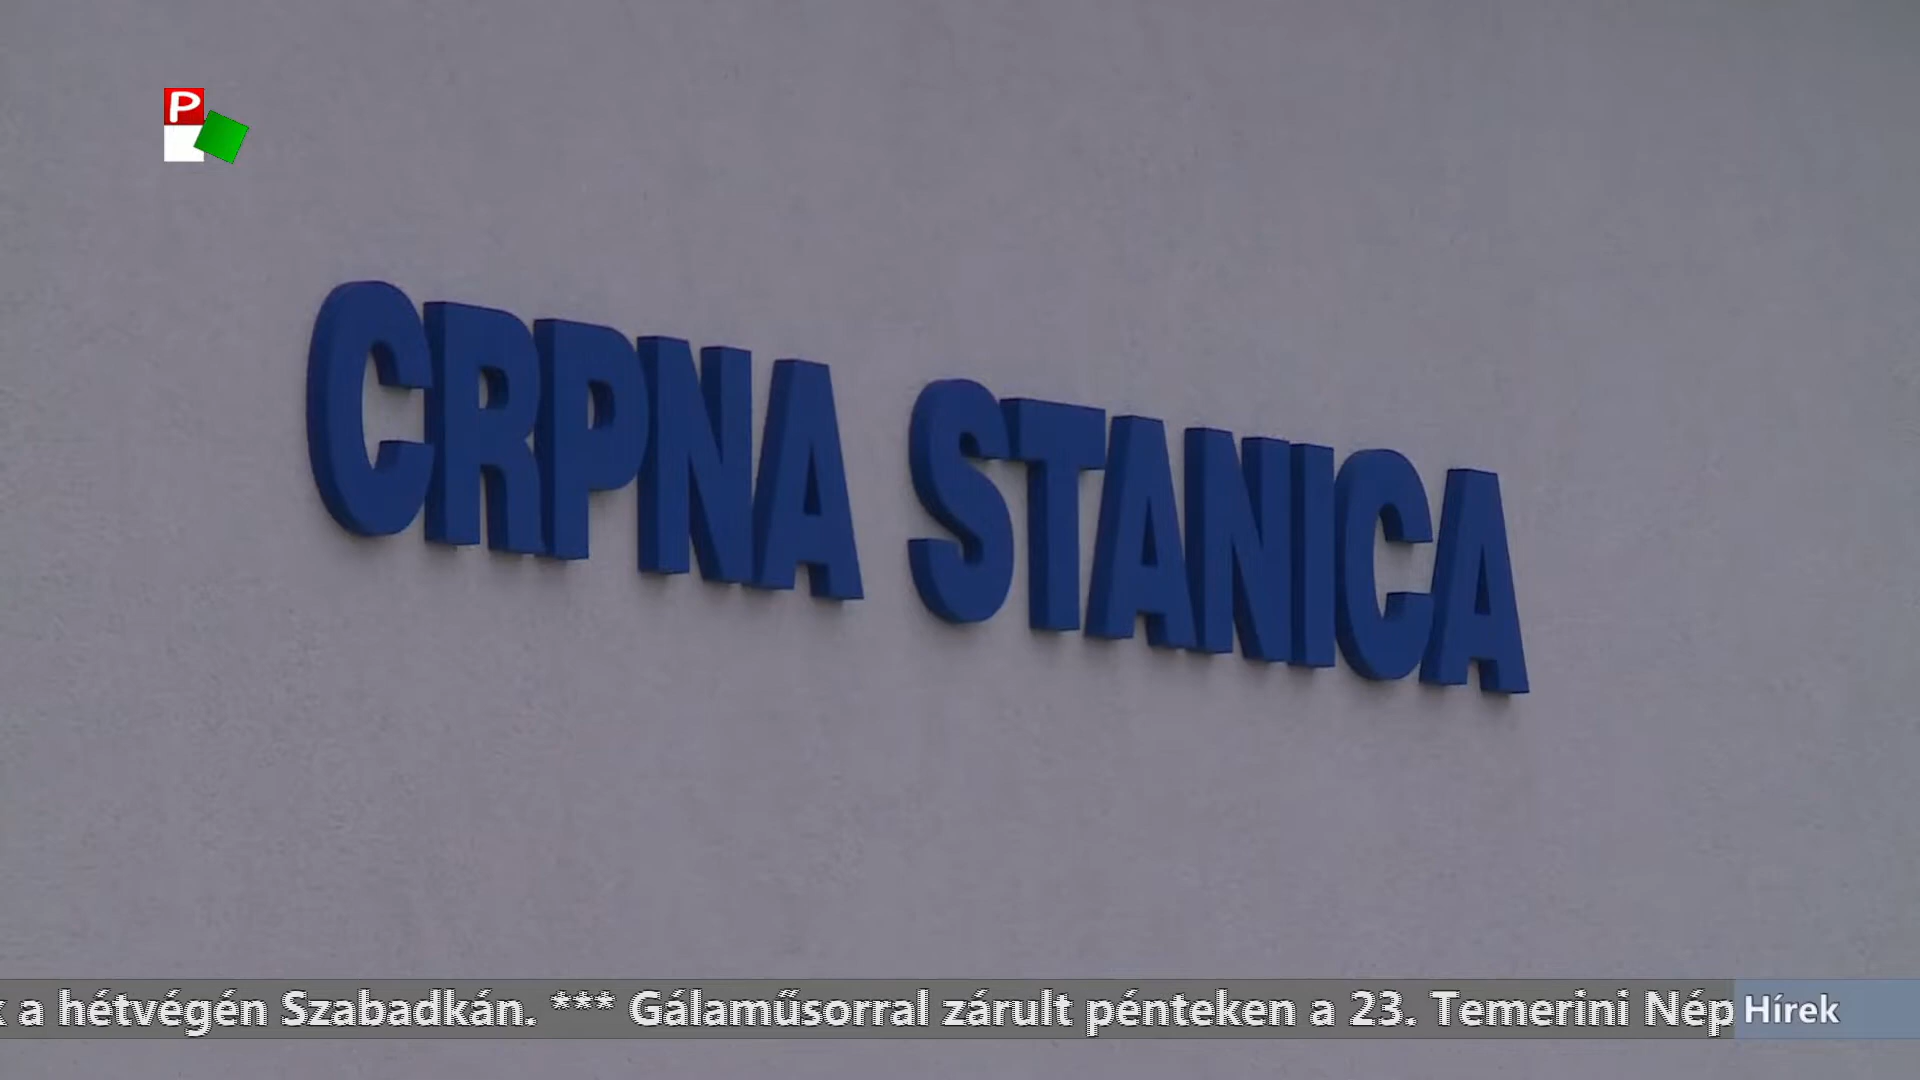 P
CRPNA STANICA
a hétvégén Szabadkán. *** Gálaműsorral zárult pénteken a 23. Temerini Nép
Hírek